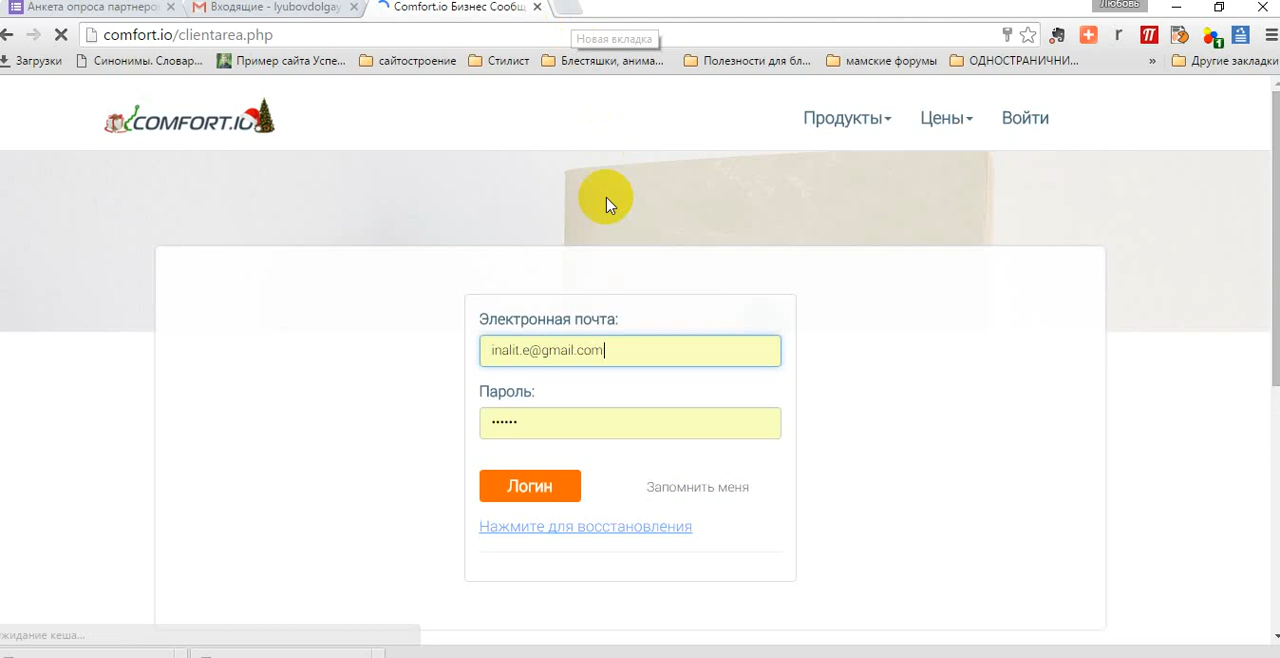 Анкета опроса партнеро
Входящие - lyubovdolgay
Comfort.io Бизнес Сообщ
Любовь
comfort.io/clientarea.php
Новая вкладка
Загрузки
Синонимы. Словар...
Пример сайта Успе...
сайтостроение
Стилист
Блестяшки, анима...
Полезности для бл...
мамские форумы
ОДНОСТРАНИЧНИ...
»
Другие закладки
COMFORT.IO
Продукты
Цены
Войти
Электронная почта:
inalit.e@gmail.com
Пароль:
••••••
Логин
Запомнить меня
Нажмите для восстановления
жидание кеша...